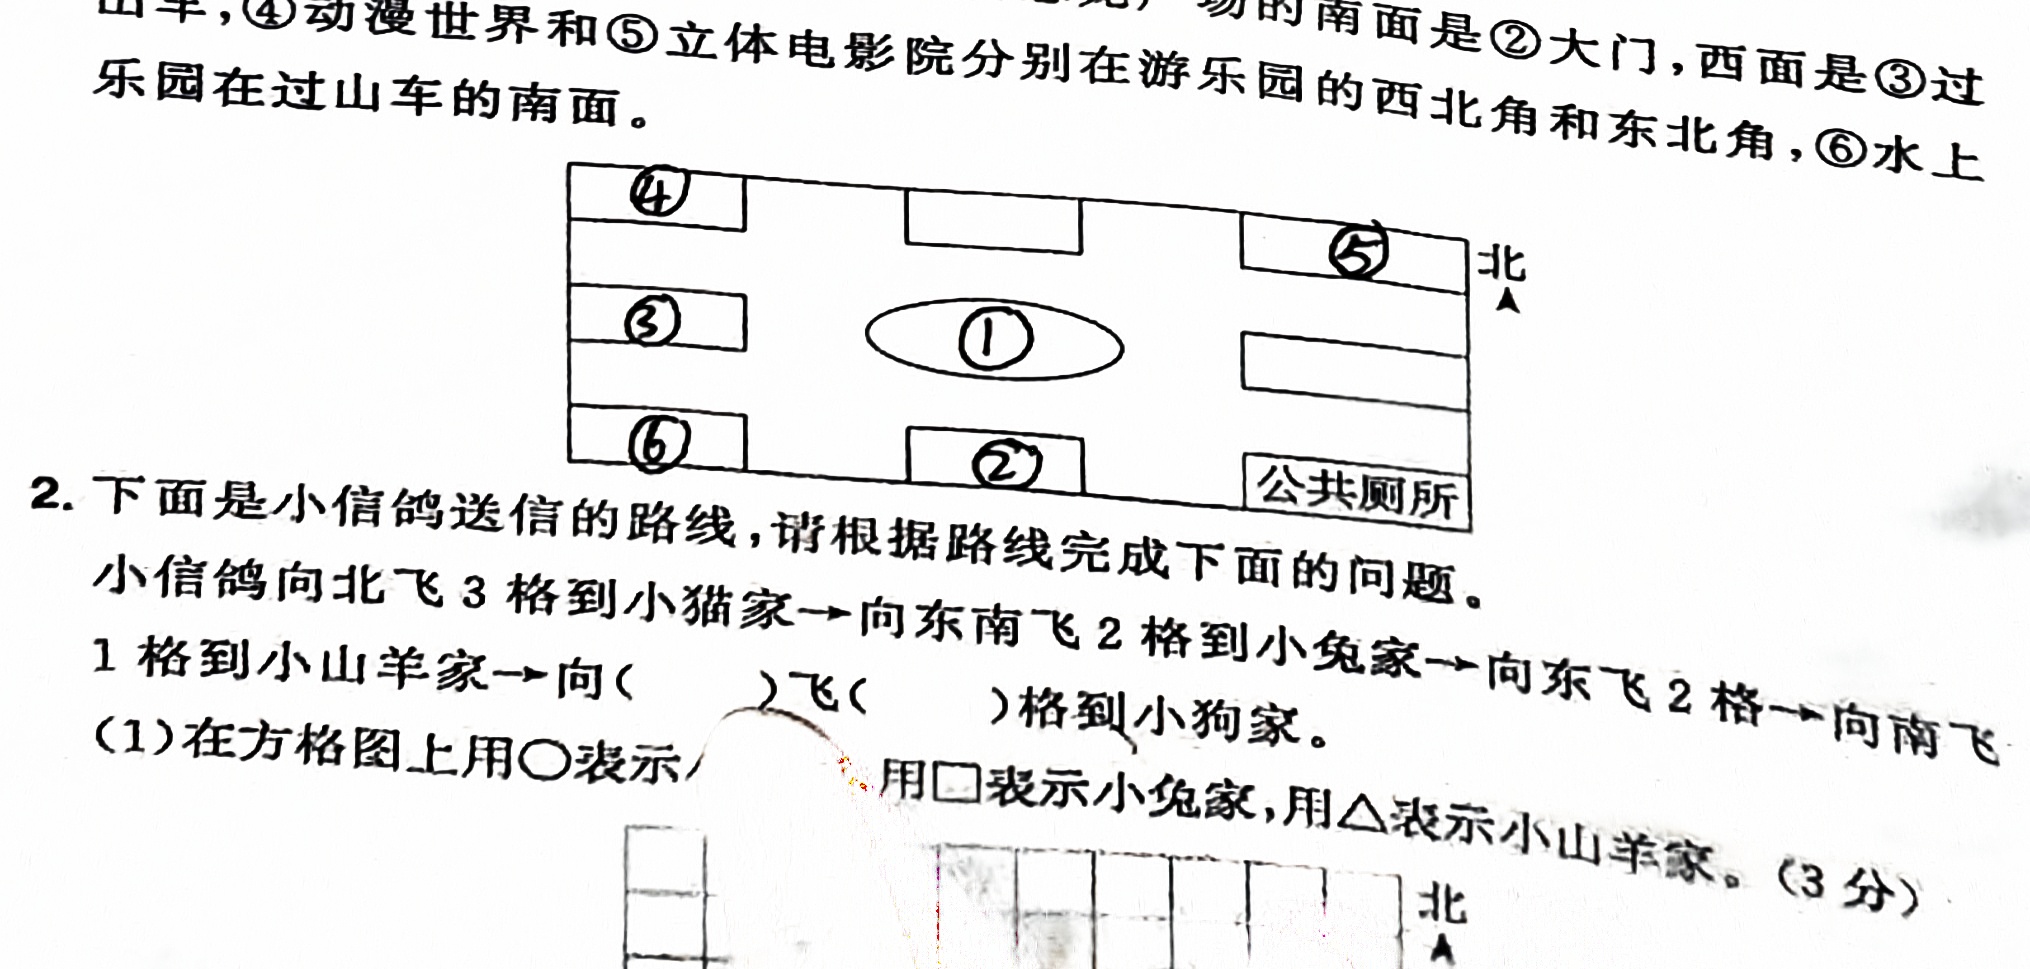 山车,④动漫世界和⑤立体电影院分别在游乐园的西北角和东北角,⑥水上
场的南面是②大门,西面是③过
乐园在过山车的南面。
④
⑤
北
③
①
⑥
②
公共厕所
2. 下面是小信鸽送信的路线,请根据路线完成下面的问题。
小信鸽向北飞3格到小猫家→向东南飞2格到小兔家→向东飞2格→向南飞
1格到小山羊家→向(  )飞(  )格到小狗家。
(1)在方格图上用○表示 用□表示小兔家,用△表示小山羊家。(3分)
北